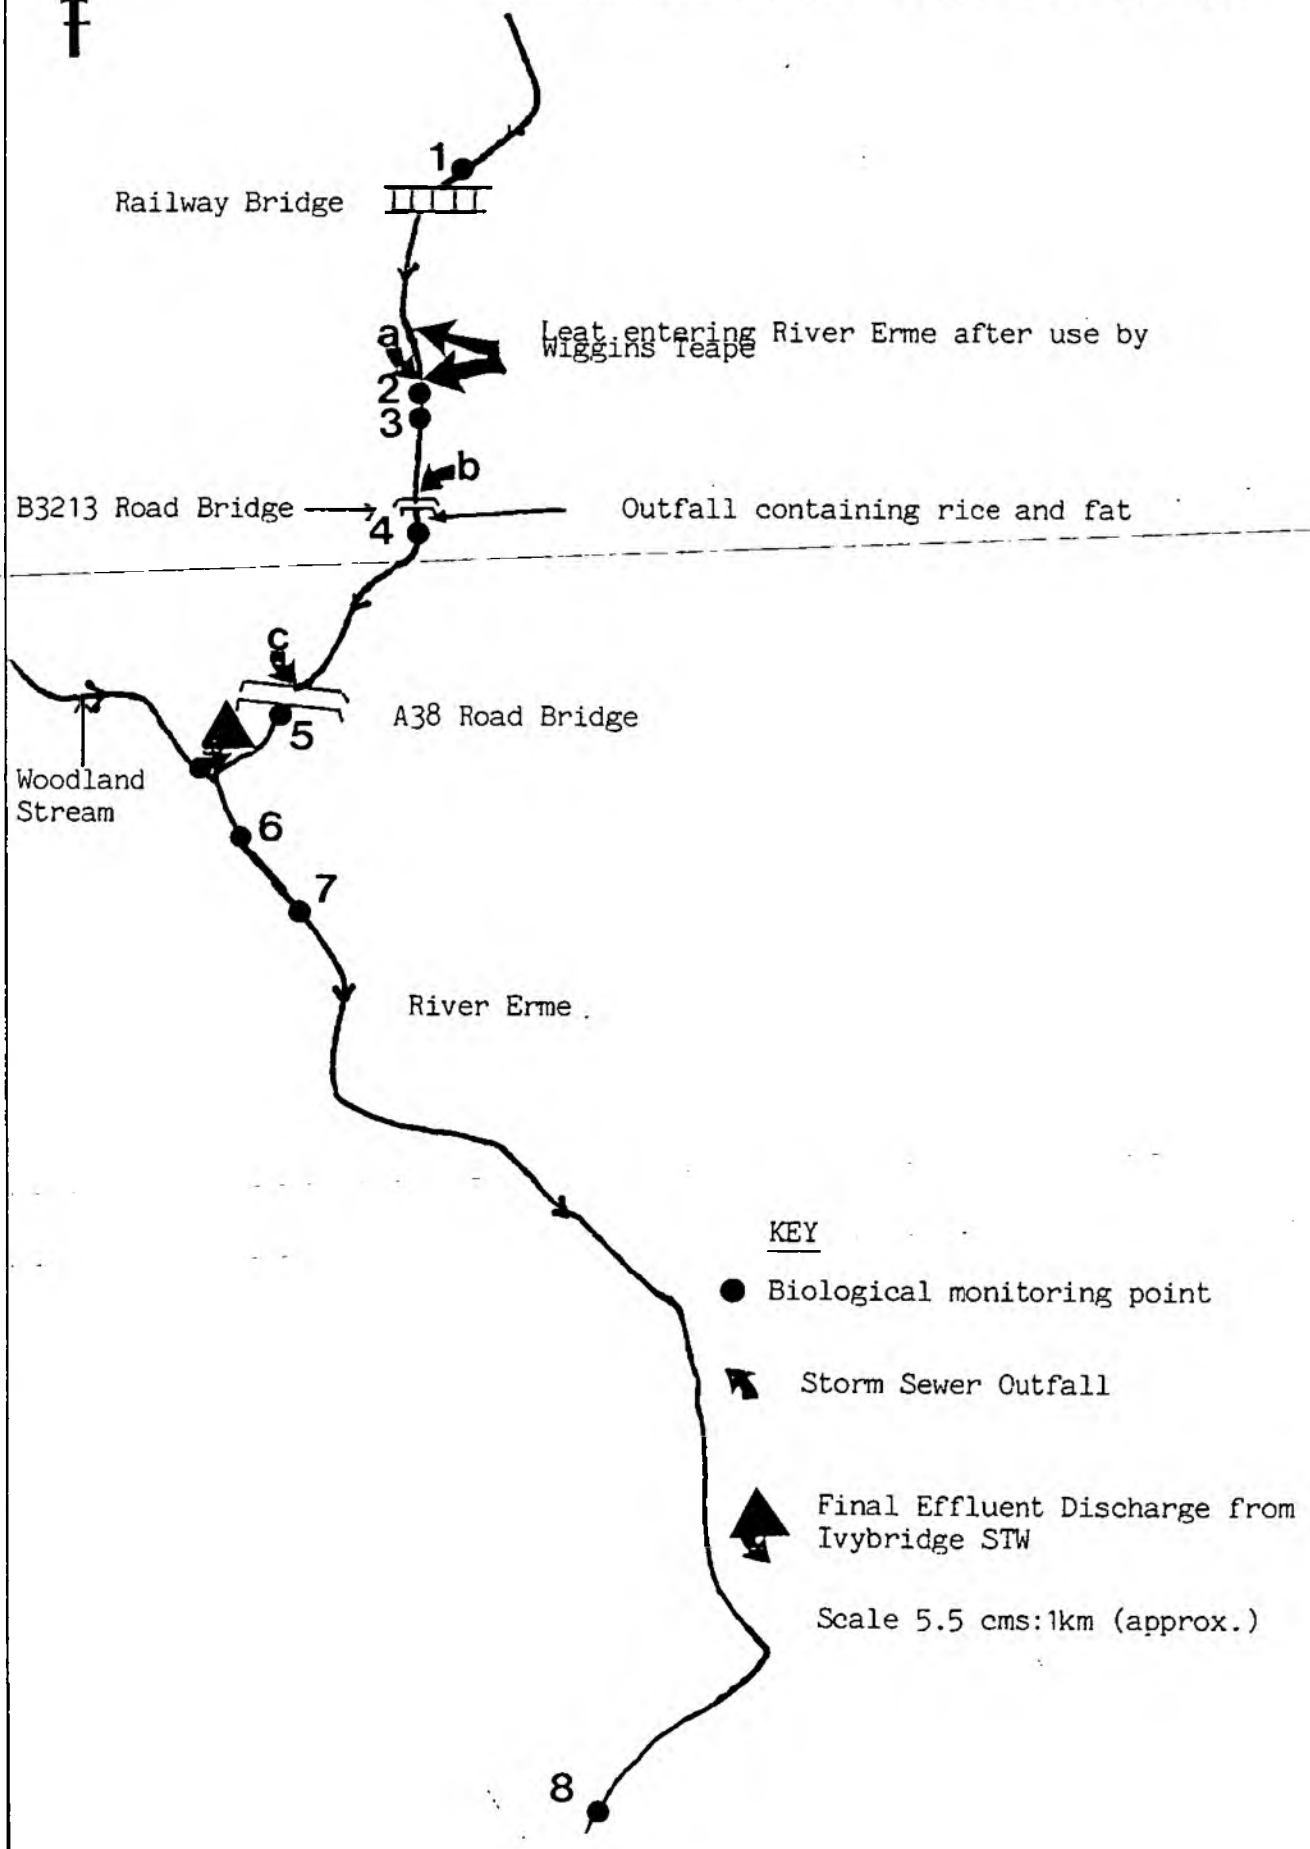 1
Railway Bridge
a
Leat entering River Erme after use by
Wiggins Teape
2
3
b
B3213 Road Bridge
Outfall containing rice and fat
4
c
A38 Road Bridge
5
Woodland
Stream
6
7
River Erme
KEY
Biological monitoring point
Storm Sewer Outfall
Final Effluent Discharge from
Ivybridge STW
Scale 5.5 cms:1km (approx.)
8